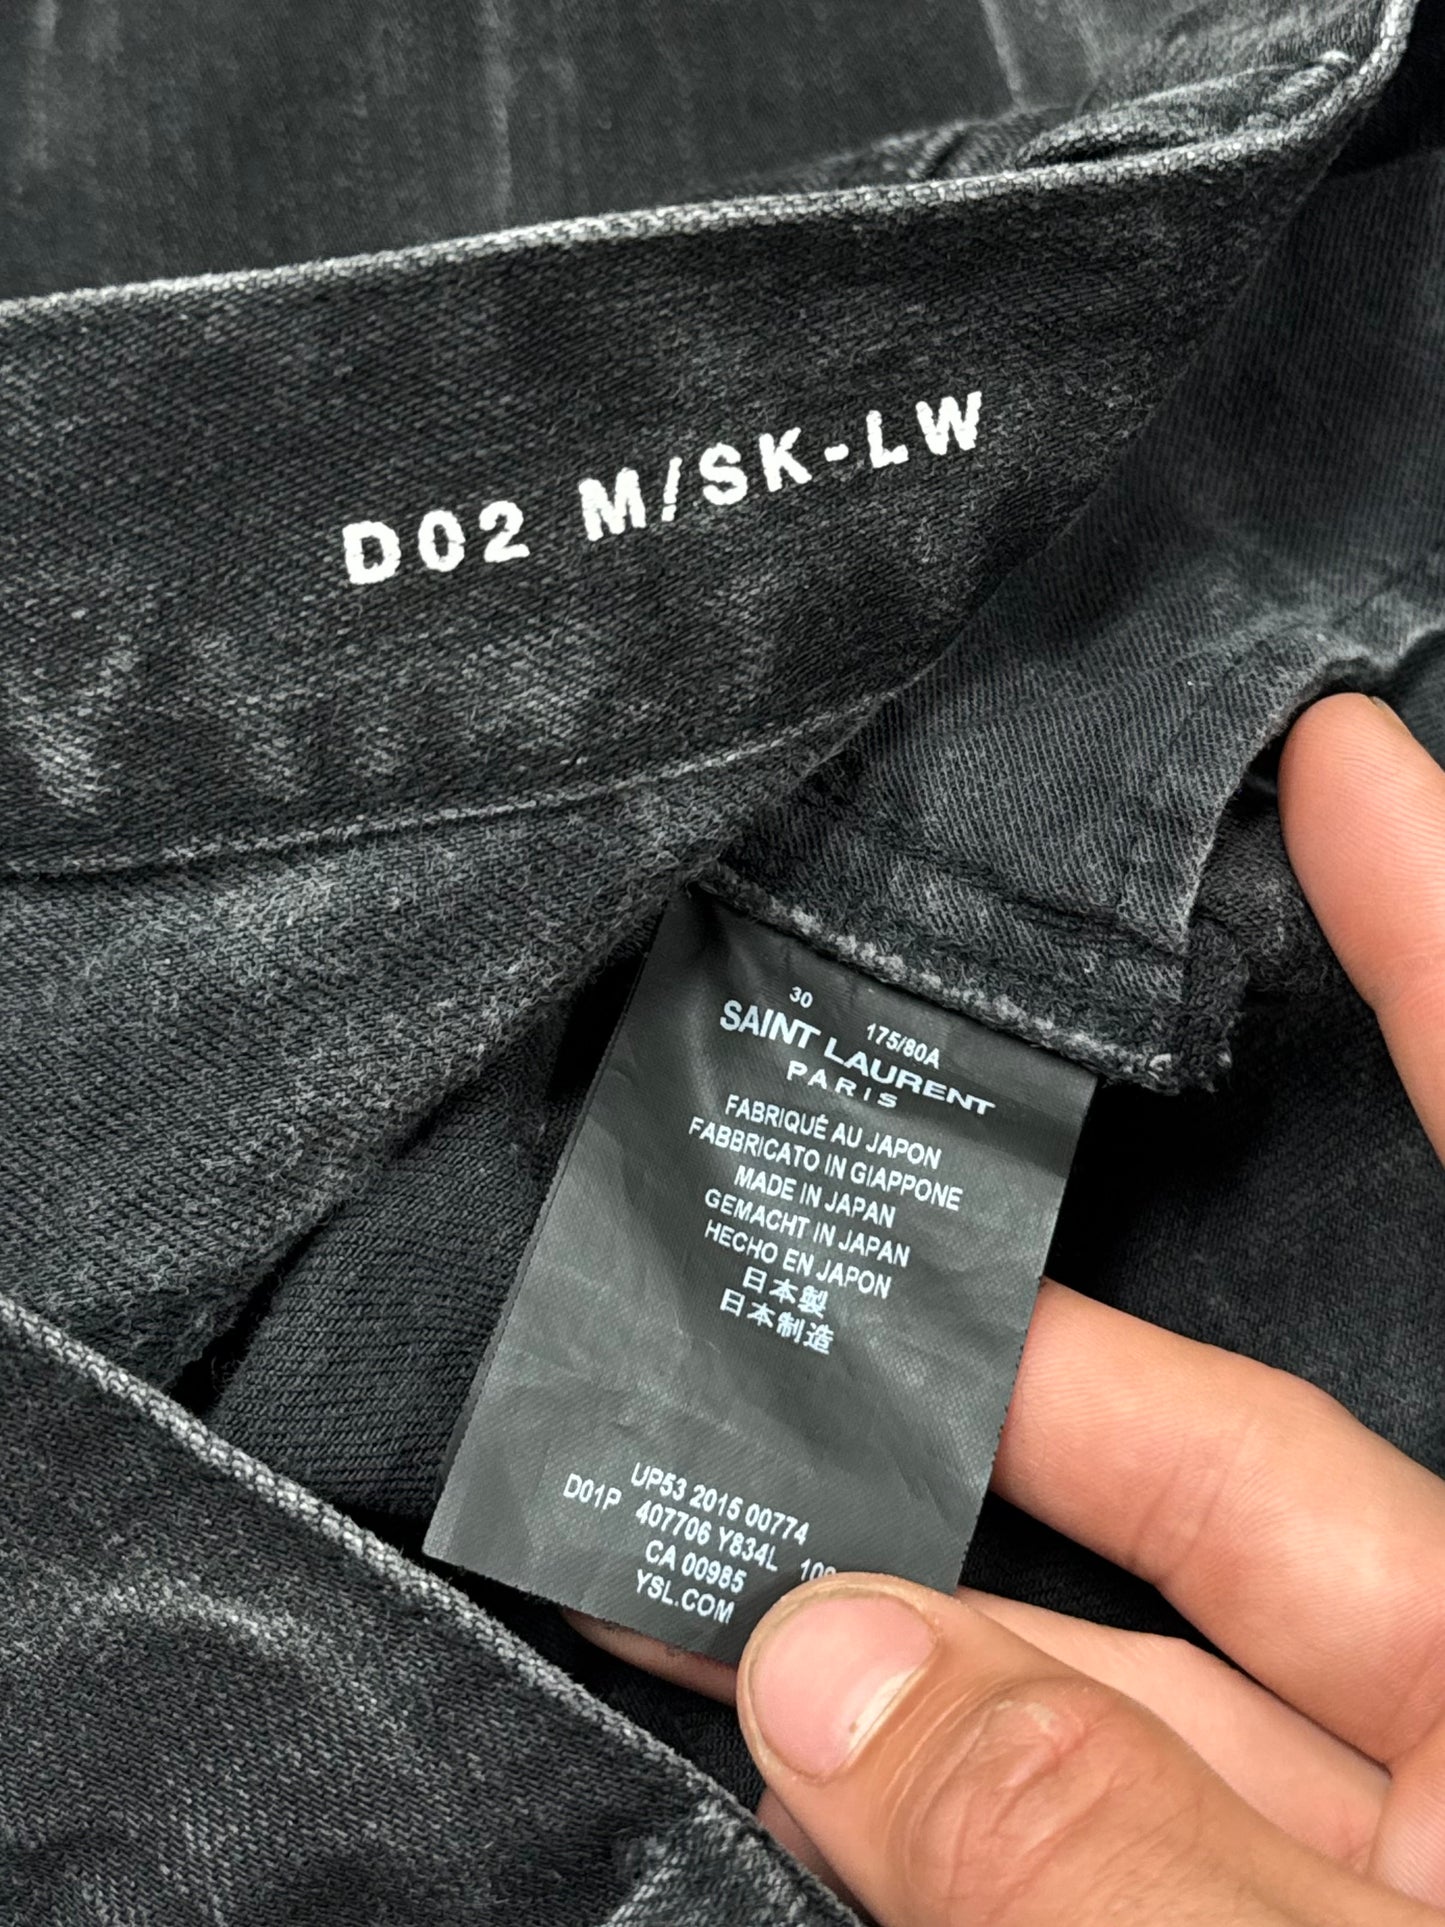 D02 M/SK-LW
30 175/80A
SAINT LAURENT
PARIS
FABRIQUÉ AU JAPON
FABBRICATO IN GIAPPONE
MADE IN JAPAN
GEMACHT IN JAPAN
HECHO EN JAPON
日本製
日本制造
UP53 2015 00774
D01P 407706 Y834L
CA 00985
YSL.COM